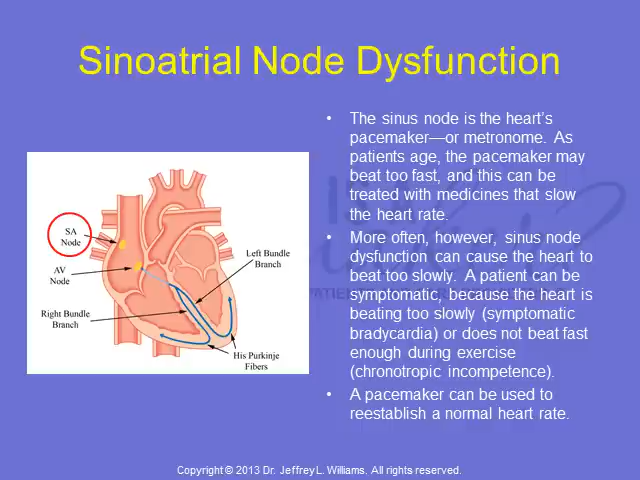 Sinoatrial Node Dysfunction
• The sinus node is the heart’s
pacemaker—or metronome. As
patients age, the pacemaker may
beat too fast, and this can be
treated with medicines that slow
the heart rate.
• More often, however, sinus node
dysfunction can cause the heart to
beat too slowly. A patient can be
symptomatic, because the heart is
beating too slowly (symptomatic
bradycardia) or does not beat fast
enough during exercise
(chronotropic incompetence).
• A pacemaker can be used to
reestablish a normal heart rate.
SA
Node
AV
Node
Left Bundle
Branch
Right Bundle
Branch
His Purkinje
Fibers
Copyright © 2013 Dr. Jeffrey L. Williams. All rights reserved.